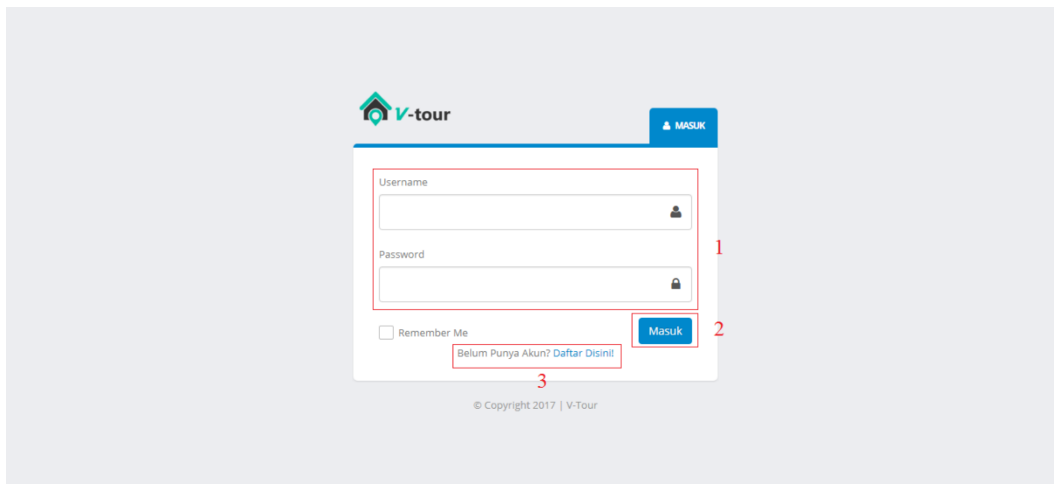 V-tour
MASUK
Username
1
Password
Remember Me
Masuk
2
Belum Punya Akun? Daftar Disini!
3
© Copyright 2017 | V-Tour